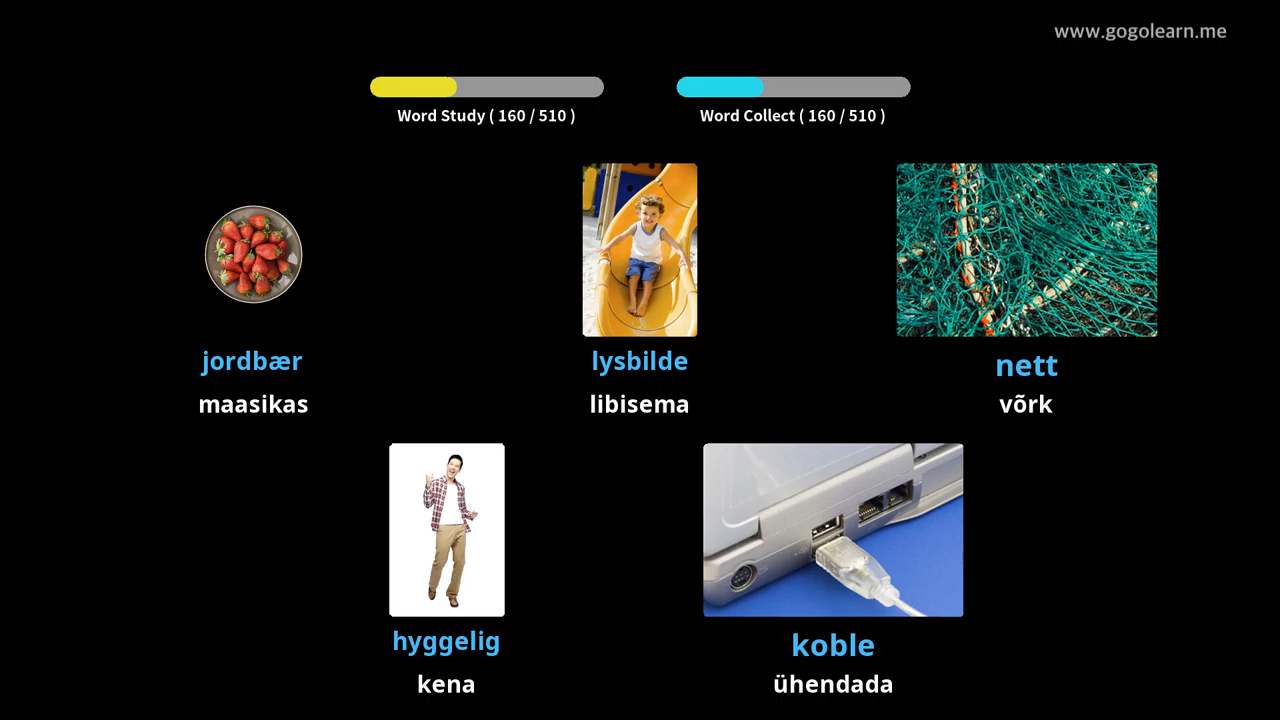 www.gogolearn.me
Word Study ( 160 / 510 )
Word Collect ( 160 / 510 )
jordbær
lysbilde
nett
maasikas
libisema
võrk
hyggelig
koble
kena
ühendada